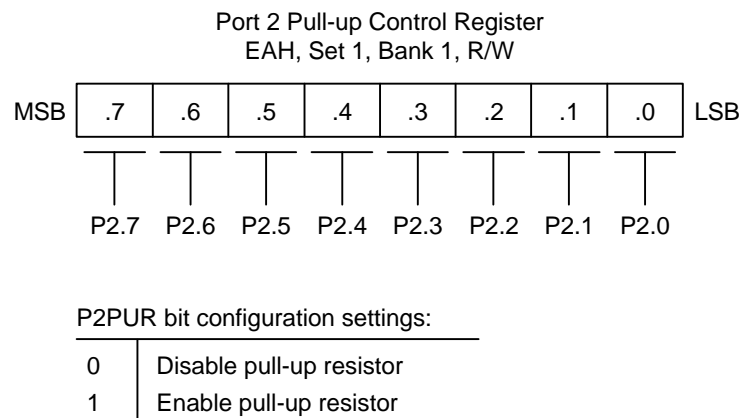 Port 2 Pull-up Control Register
EAH, Set 1, Bank 1, R/W
MSB .7 .6 .5 .4 .3 .2 .1 .0 LSB
P2.7 P2.6 P2.5 P2.4 P2.3 P2.2 P2.1 P2.0
P2PUR bit configuration settings:
0 Disable pull-up resistor
1 Enable pull-up resistor